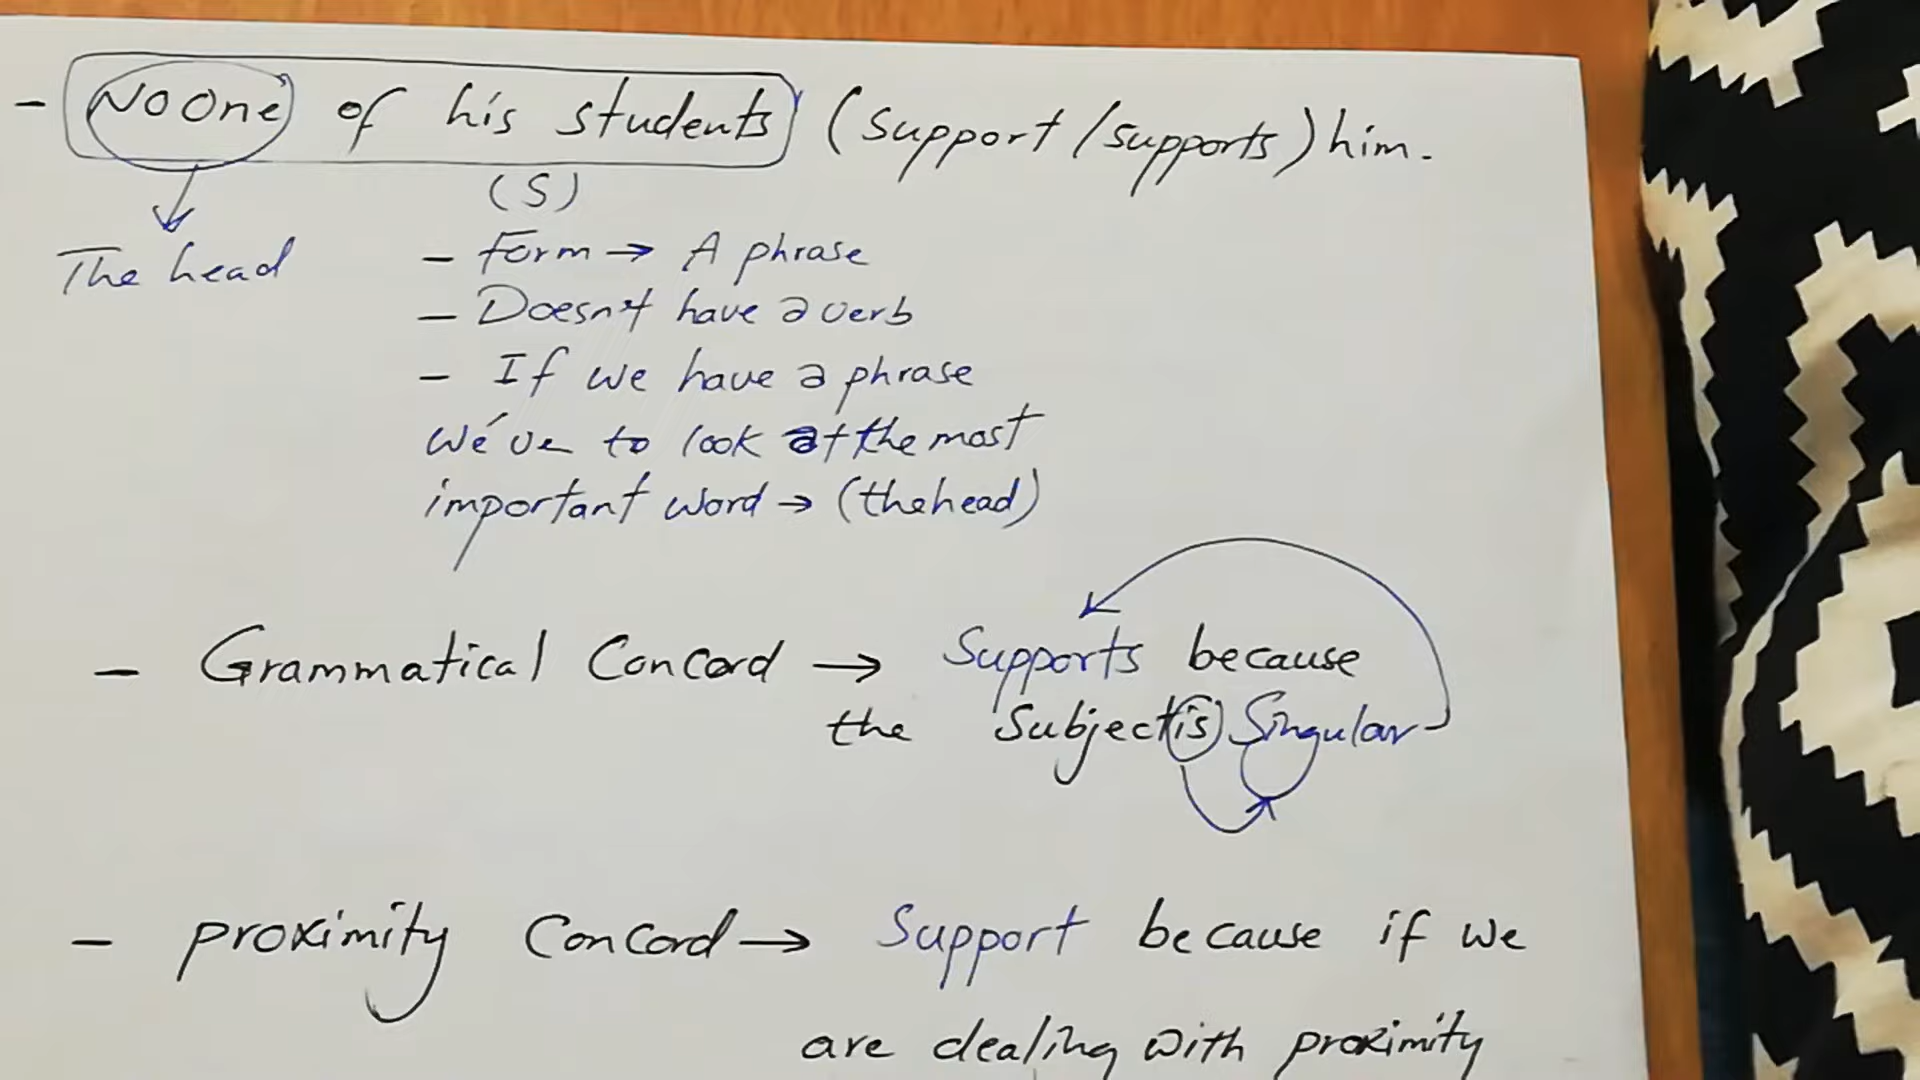 - No One of his students (support/supports) him.
(S)
The head
- Form → A phrase
- Doesn't have a verb
- If we have a phrase
We've to look at the most
important word → (the head)
- Grammatical Concord → Supports because
the Subject is Singular
- proximity Concord → Support because if we
are dealing with proximity